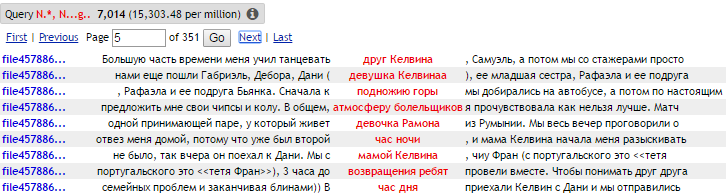 Query N.*, N...g.. 7,014 (15,303.48 per million)
First | Previous Page 5 of 351 Go Next | Last
file457886... Большую часть времени меня учил танцевать друг Келвина , Самуэль, а потом мы со стажерами просто
file457886... нами еще пошли Габриэль, Дебора, Дани ( девушка Келвинаа ), ее младшая сестра, Рафаэла и ее подруга
file457886... , Рафаэла и ее подруга Бьянка. Сначала к подножию горы мы добирались на автобусе, а потом по настоящим
file457886... предложить мне свои чипсы и колу. В общем, атмосферу болельщиков я прочувствовала как нельзя лучше. Матч
file457886... одной принимающей паре, у который живет девочка Рамона из Румынии. Мы весь вечер проговорили о
file457886... отвез меня домой, потому что уже был второй час ночи , и мама Келвина начала меня разыскивать
file457886... не было, так вчера он поехал к Дани. Мы с мамой Келвина , чиу Фран (с португальского это <<тетя
file457886... португальского это <<тетя Фран>>), 3 часа до возвращения ребят провели вместе. Чтобы понимать друг друга
file457886... семейных проблем и заканчивая блинами)) В час дня приехали Келвин с Дани и мы отправились